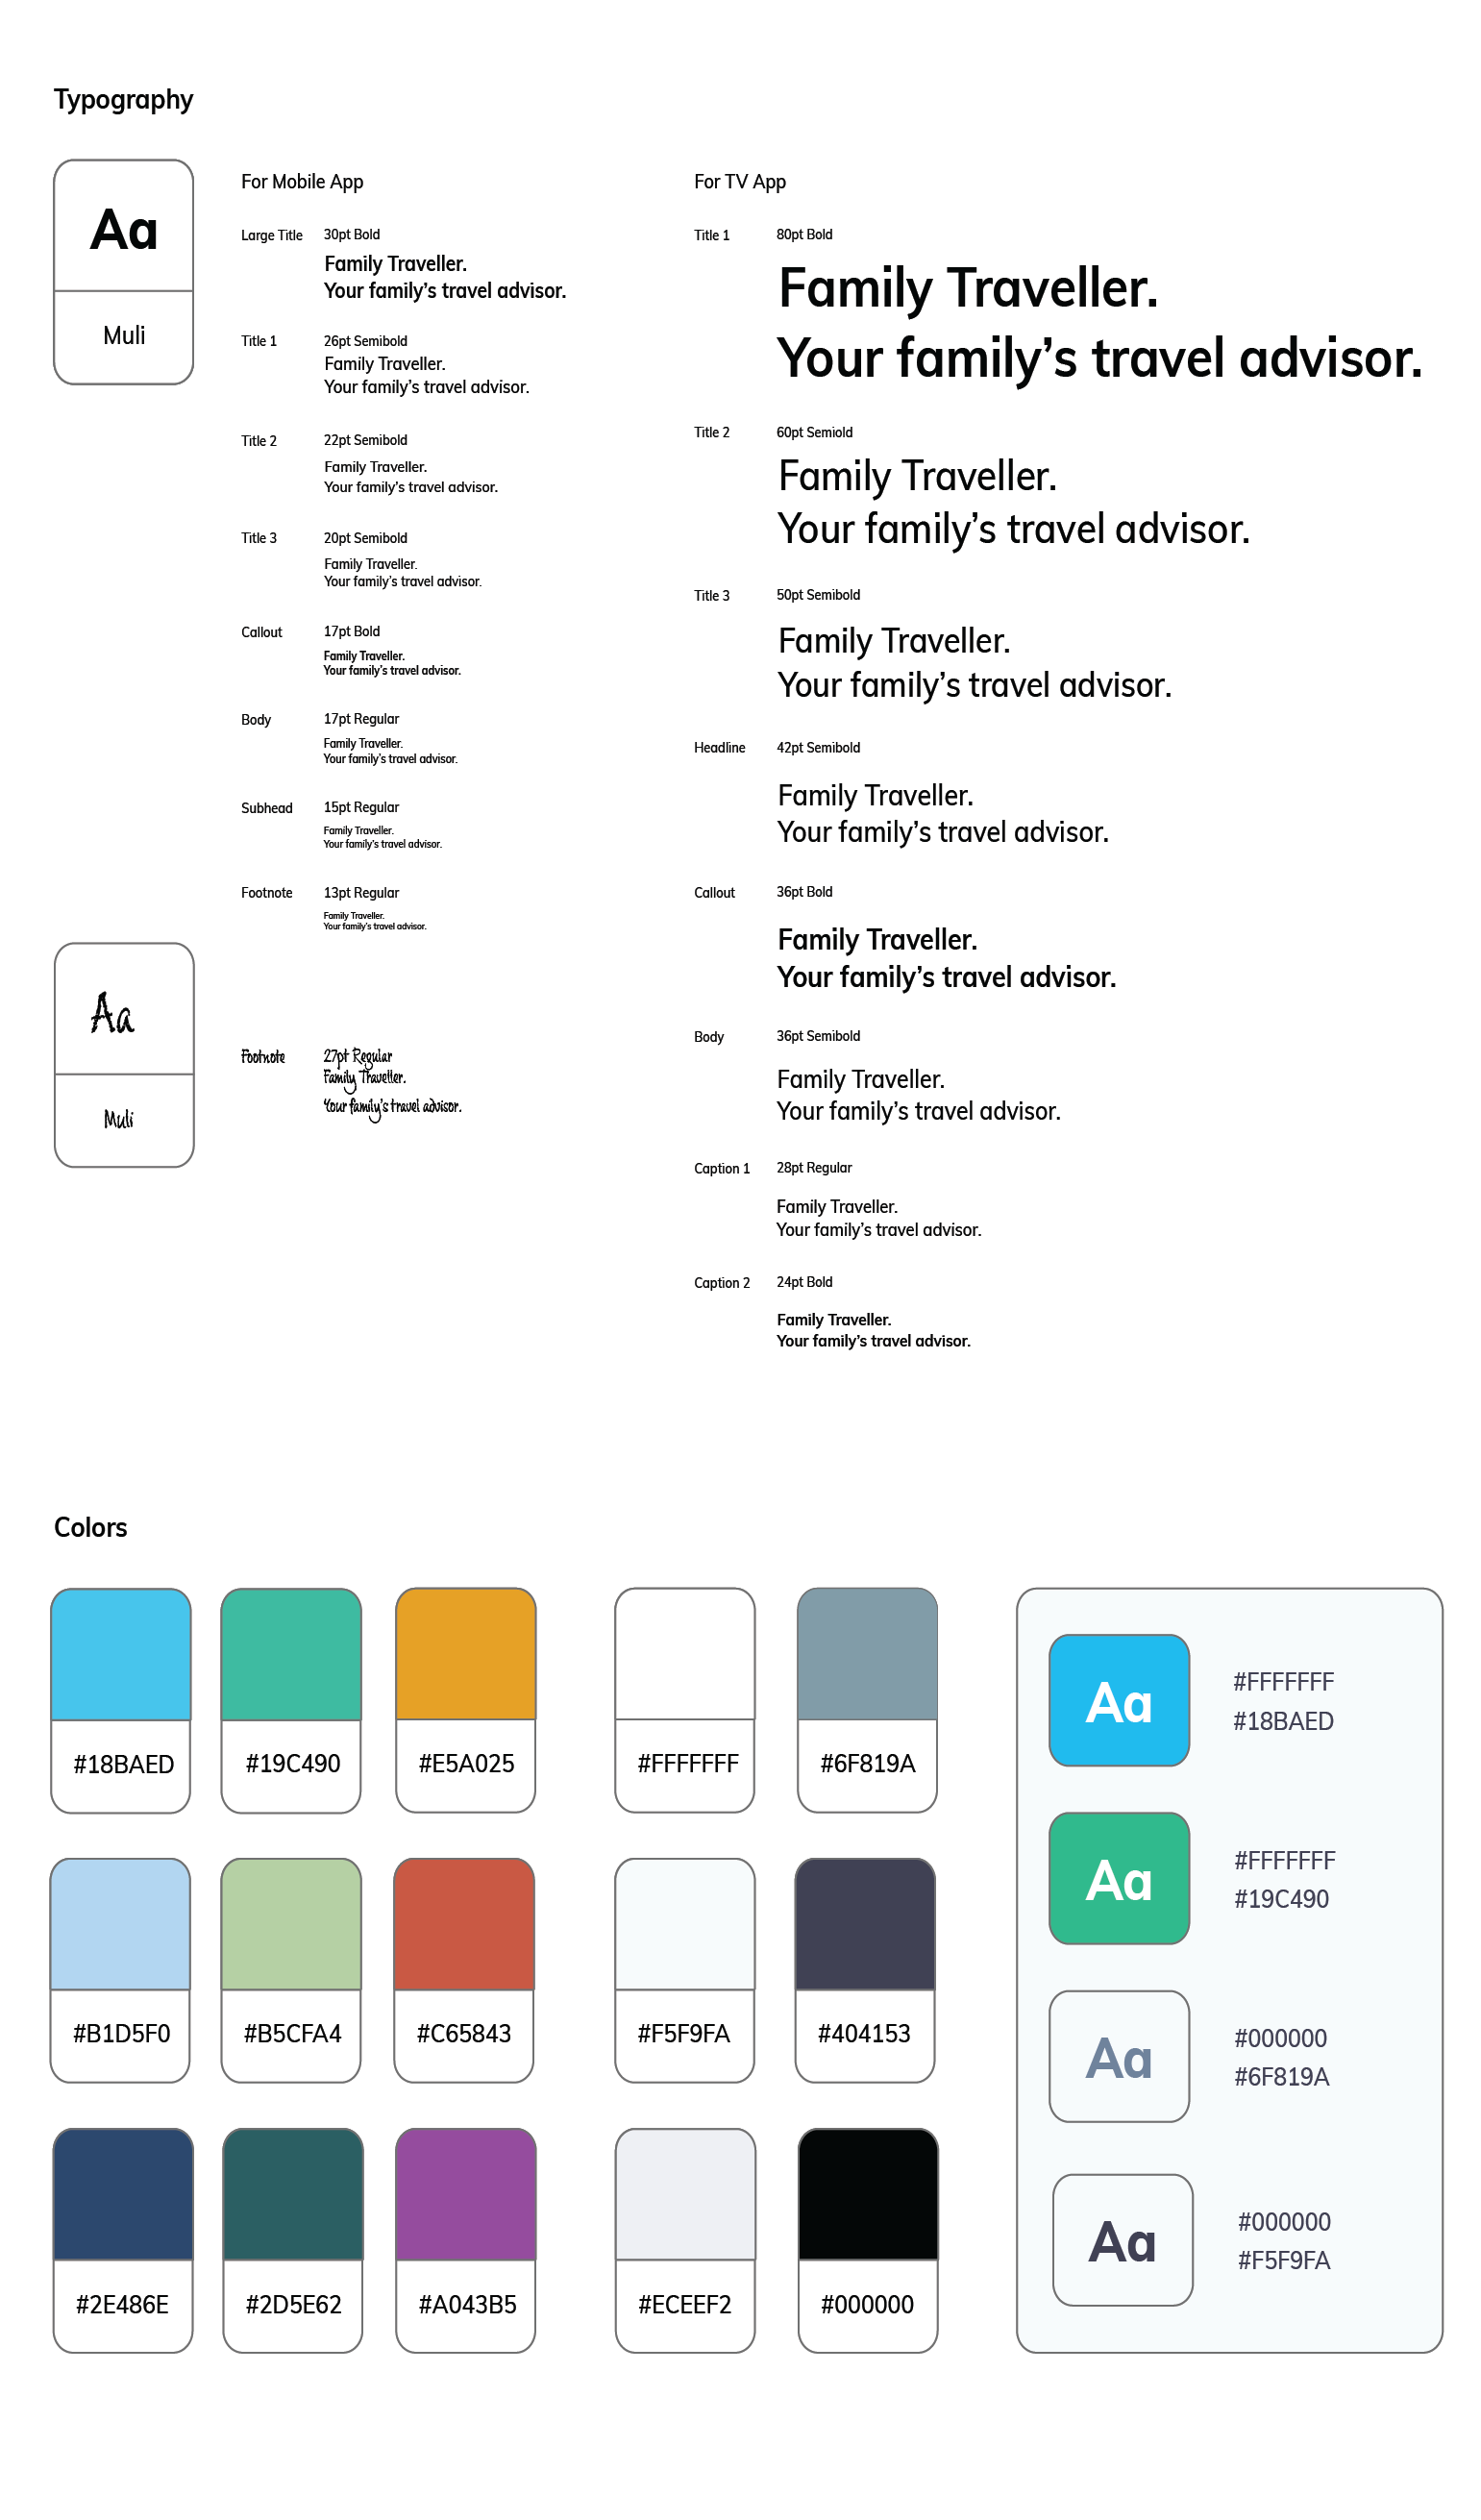 Typography
Aa
Muli
For Mobile App
Large Title 30pt Bold
Family Traveller.
Your family’s travel advisor.
Title 1 26pt Semibold
Family Traveller.
Your family’s travel advisor.
Title 2 22pt Semibold
Family Traveller.
Your family’s travel advisor.
Title 3 20pt Semibold
Family Traveller.
Your family’s travel advisor.
Callout 17pt Bold
Family Traveller.
Your family’s travel advisor.
Body 17pt Regular
Family Traveller.
Your family’s travel advisor.
Subhead 15pt Regular
Family Traveller.
Your family’s travel advisor.
Footnote 13pt Regular
Family Traveller.
Your family’s travel advisor.
Aa
Muli
Footnote 27pt Regular
Family Traveller.
Your family’s travel advisor.
For TV App
Title 1 80pt Bold
Family Traveller.
Your family’s travel advisor.
Title 2 60pt Semiold
Family Traveller.
Your family’s travel advisor.
Title 3 50pt Semibold
Family Traveller.
Your family’s travel advisor.
Headline 42pt Semibold
Family Traveller.
Your family’s travel advisor.
Callout 36pt Bold
Family Traveller.
Your family’s travel advisor.
Body 36pt Semibold
Family Traveller.
Your family’s travel advisor.
Caption 1 28pt Regular
Family Traveller.
Your family’s travel advisor.
Caption 2 24pt Bold
Family Traveller.
Your family’s travel advisor.
Colors
#18BAED #19C490 #E5A025 #FFFFFFF #6F819A
#B1D5F0 #B5CFA4 #C65843 #F5F9FA #404153
#2E486E #2D5E62 #A043B5 #ECEEF2 #000000
Aa
#FFFFFFF
#18BAED
Aa
#FFFFFFF
#19C490
Aa
#000000
#6F819A
Aa
#000000
#F5F9FA